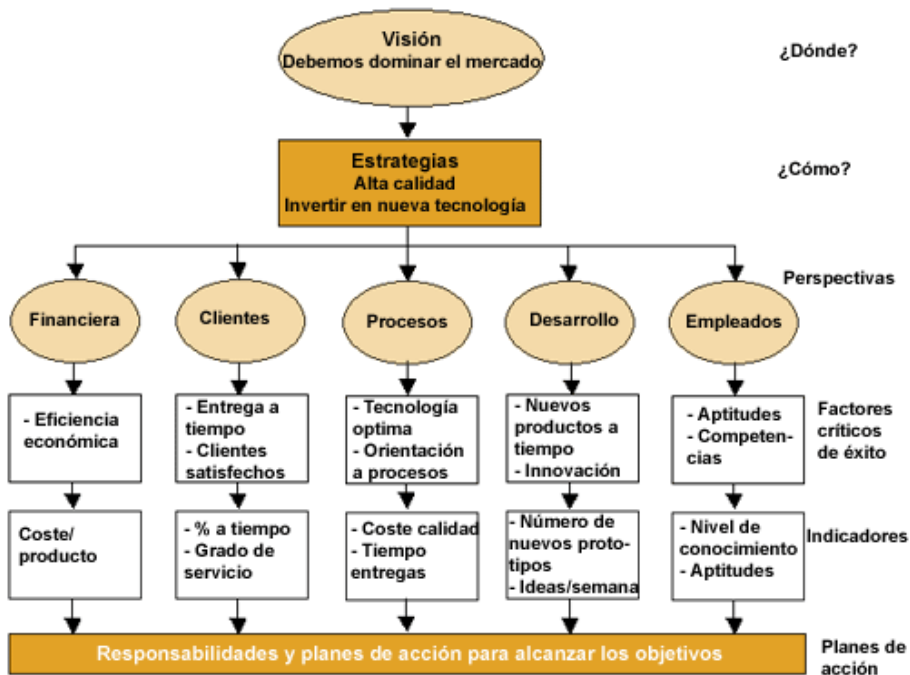 Visión
Debemos dominar el mercado
¿Dónde?
Estrategias
Alta calidad
Invertir en nueva tecnología
¿Cómo?
Perspectivas
Financiera
Clientes
Procesos
Desarrollo
Empleados
- Eficiencia
económica
- Entrega a
tiempo
- Clientes
satisfechos
- Tecnología
optima
- Orientación
a procesos
- Nuevos
productos a
tiempo
- Innovación
- Aptitudes
- Competen-
cias
Factores
críticos
de éxito
Coste/
producto
- % a tiempo
- Grado de
servicio
- Coste calidad
- Tiempo
entregas
- Número de
nuevos proto-
tipos
- Ideas/semana
- Nivel de
conocimiento
- Aptitudes
Indicadores
Responsabilidades y planes de acción para alcanzar los objetivos
Planes de
acción